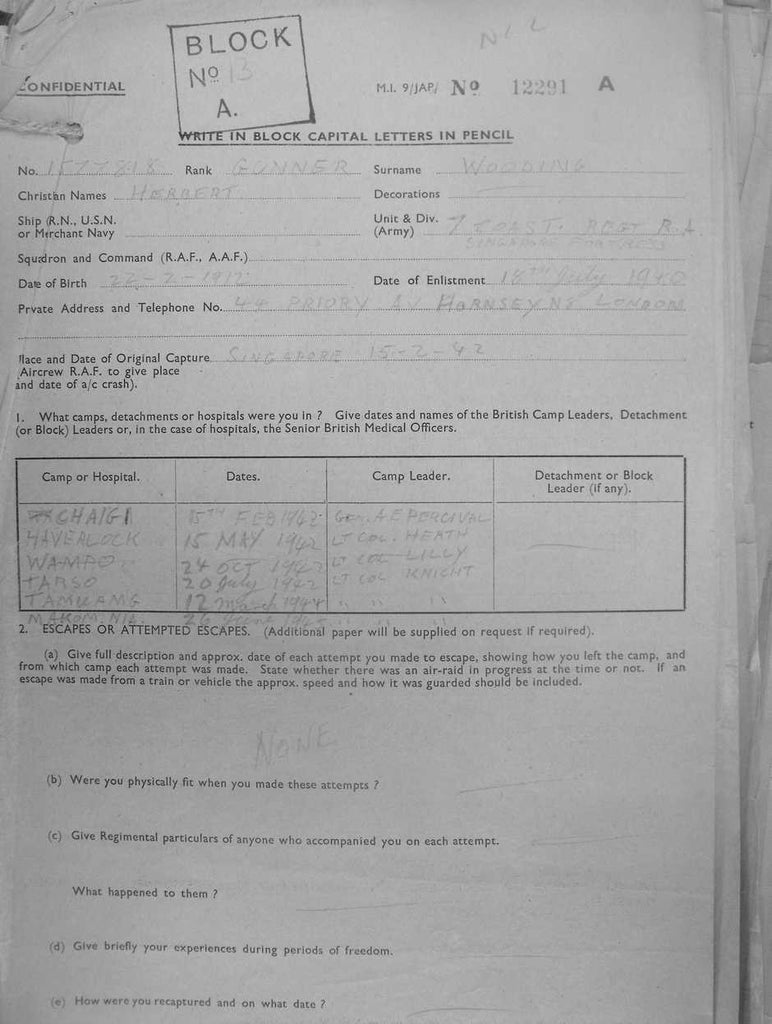 BLOCK
Nº 13
A.
NIL
CONFIDENTIAL
M.I. 9/JAP/ Nº 12291 A
WRITE IN BLOCK CAPITAL LETTERS IN PENCIL
No. 1577818 Rank GUNNER Surname WOODING
Christian Names HERBERT Decorations
Ship (R.N., U.S.N. or Merchant Navy
Unit & Div. (Army) 7 COAST. REGT R.A. SINGAPORE FORTRESS
Squadron and Command (R.A.F., A.A.F.)
Date of Birth 22-2-1912 Date of Enlistment 18TH July 1940
Private Address and Telephone No. 44 PRIORY AV HORNSEY N8 LONDON
Place and Date of Original Capture SINGAPORE 15-2-42
(Aircrew R.A.F. to give place
and date of a/c crash).
1. What camps, detachments or hospitals were you in ? Give dates and names of the British Camp Leaders, Detachment
(or Block) Leaders or, in the case of hospitals, the Senior British Medical Officers.
Camp or Hospital. Dates. Camp Leader. Detachment or Block Leader (if any).
CHAIGI 15TH FEB 1942 GEN. A E PERCIVAL
HAVEALOCK 15 MAY 1942 LT COL. HEATH
WAMPO 24 OCT LT COL LILLY
TARSO 20 July LT COL KNICHT
TAMUANG 12 March 1944 " " "
2. ESCAPES OR ATTEMPTED ESCAPES. (Additional paper will be supplied on request if required).
(a) Give full description and approx. date of each attempt you made to escape, showing how you left the camp, and
from which camp each attempt was made. State whether there was an air-raid in progress at the time or not. If an
escape was made from a train or vehicle the approx. speed and how it was guarded should be included.
NONE
(b) Were you physically fit when you made these attempts ?
(c) Give Regimental particulars of anyone who accompanied you on each attempt.
What happened to them ?
(d) Give briefly your experiences during periods of freedom.
(e) How were you recaptured and on what date ?